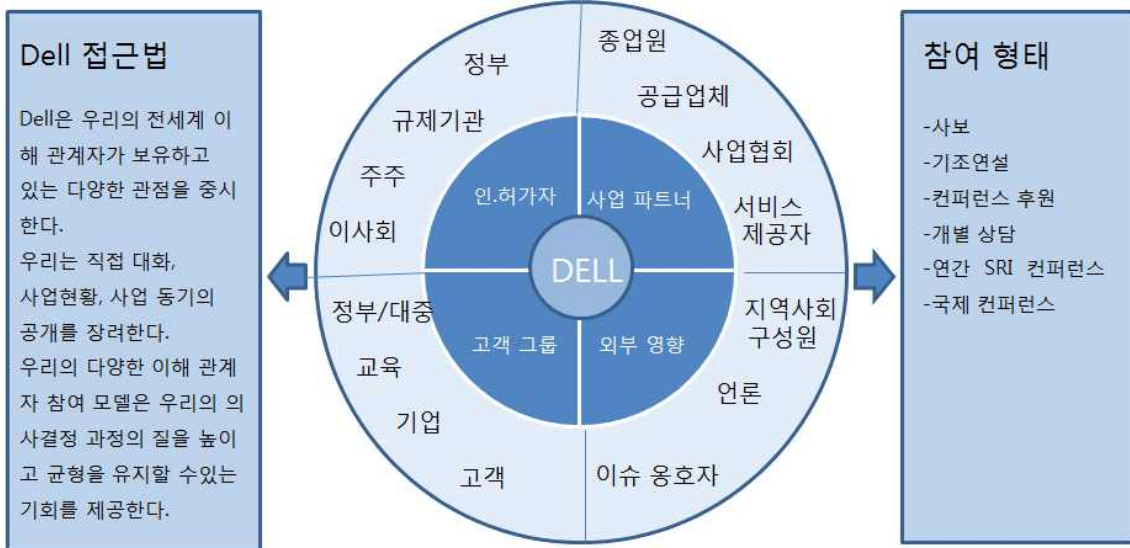 Dell 접근법
Dell은 우리의 전세계 이
해 관계자가 보유하고
있는 다양한 관점을 중시
한다.
우리는 직접 대화,
사업현황, 사업 동기의
공개를 장려한다.
우리의 다양한 이해 관계
자 참여 모델은 우리의 의
사결정 과정의 질을 높이
고 균형을 유지할 수있는
기회를 제공한다.
정부
규제기관
주주
이사회
인.허가자
종업원
공급업체
사업협회
서비스
제공자
사업 파트너
DELL
정부/대중
교육
기업
고객
고객 그룹
외부 영향
지역사회
구성원
언론
이슈 옹호자
참여 형태
-사보
-기조연설
-컨퍼런스 후원
-개별 상담
-연간 SRI 컨퍼런스
-국제 컨퍼런스